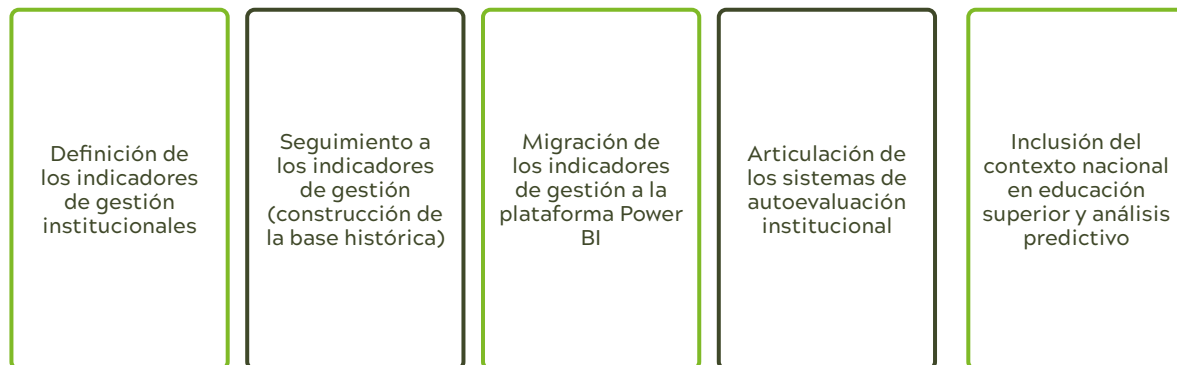 Definición de
los indicadores
de gestión
institucionales
Seguimiento a
los indicadores
de gestión
(construcción de
la base histórica)
Migración de
los indicadores
de gestión a la
plataforma Power
BI
Articulación de
los sistemas de
autoevaluación
institucional
Inclusión del
contexto nacional
en educación
superior y análisis
predictivo